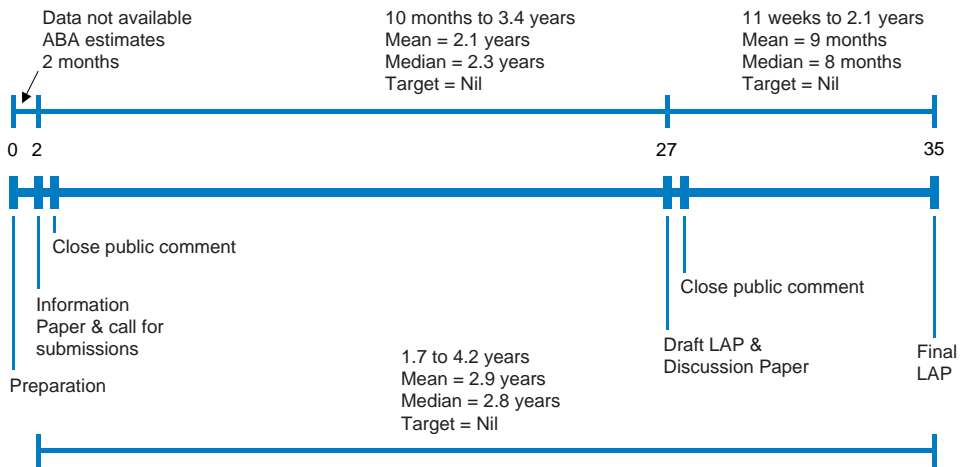 Data not available
ABA estimates
2 months
10 months to 3.4 years
Mean = 2.1 years
Median = 2.3 years
Target = Nil
11 weeks to 2.1 years
Mean = 9 months
Median = 8 months
Target = Nil
0 2 27 35
Close public comment
Close public comment
Information
Paper & call for
submissions
Preparation
Draft LAP &
Discussion Paper
Final
LAP
1.7 to 4.2 years
Mean = 2.9 years
Median = 2.8 years
Target = Nil